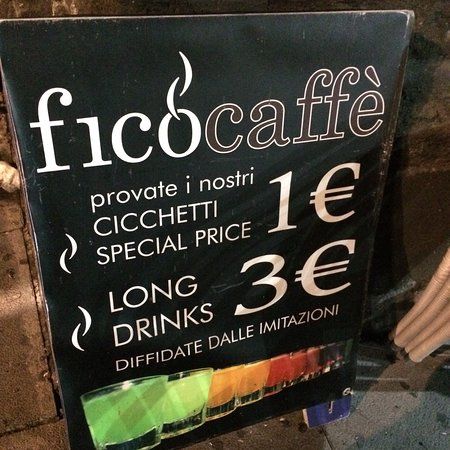 ficocaffè
provate i nostri
CICCHETTI
SPECIAL PRICE 1€
LONG
DRINKS 3€
DIFFIDATE DALLE IMITAZIONI